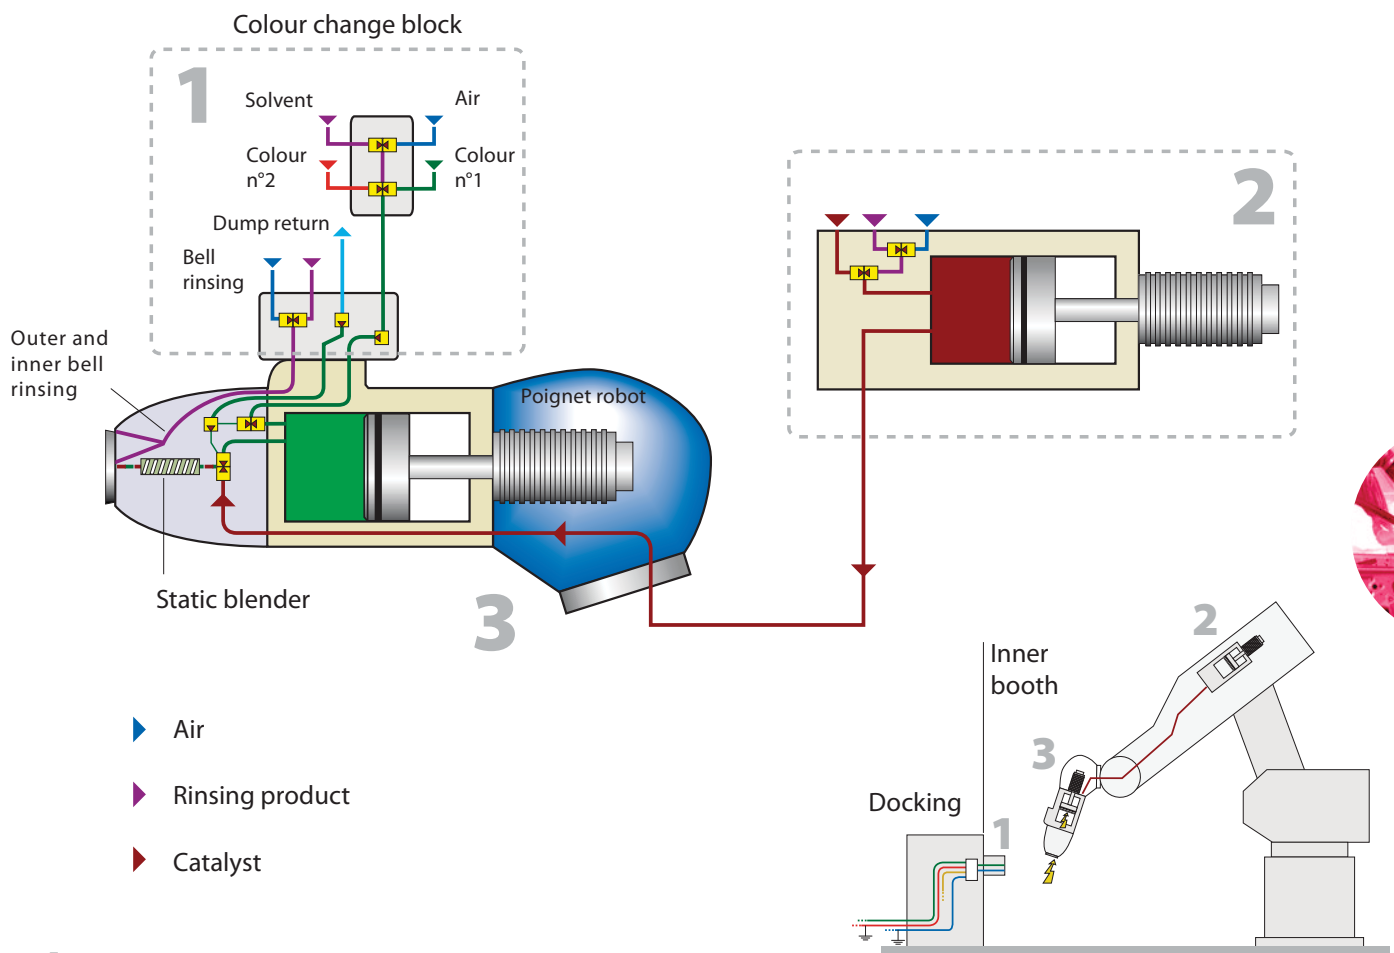 Colour change block
1
Solvent
Air
Colour
n°2
Colour
n°1
Dump return
Bell
rinsing
Outer and
inner bell
rinsing
2
Poignet robot
Static blender
3
Inner
booth
2
3
Docking
1
Air
Rinsing product
Catalyst